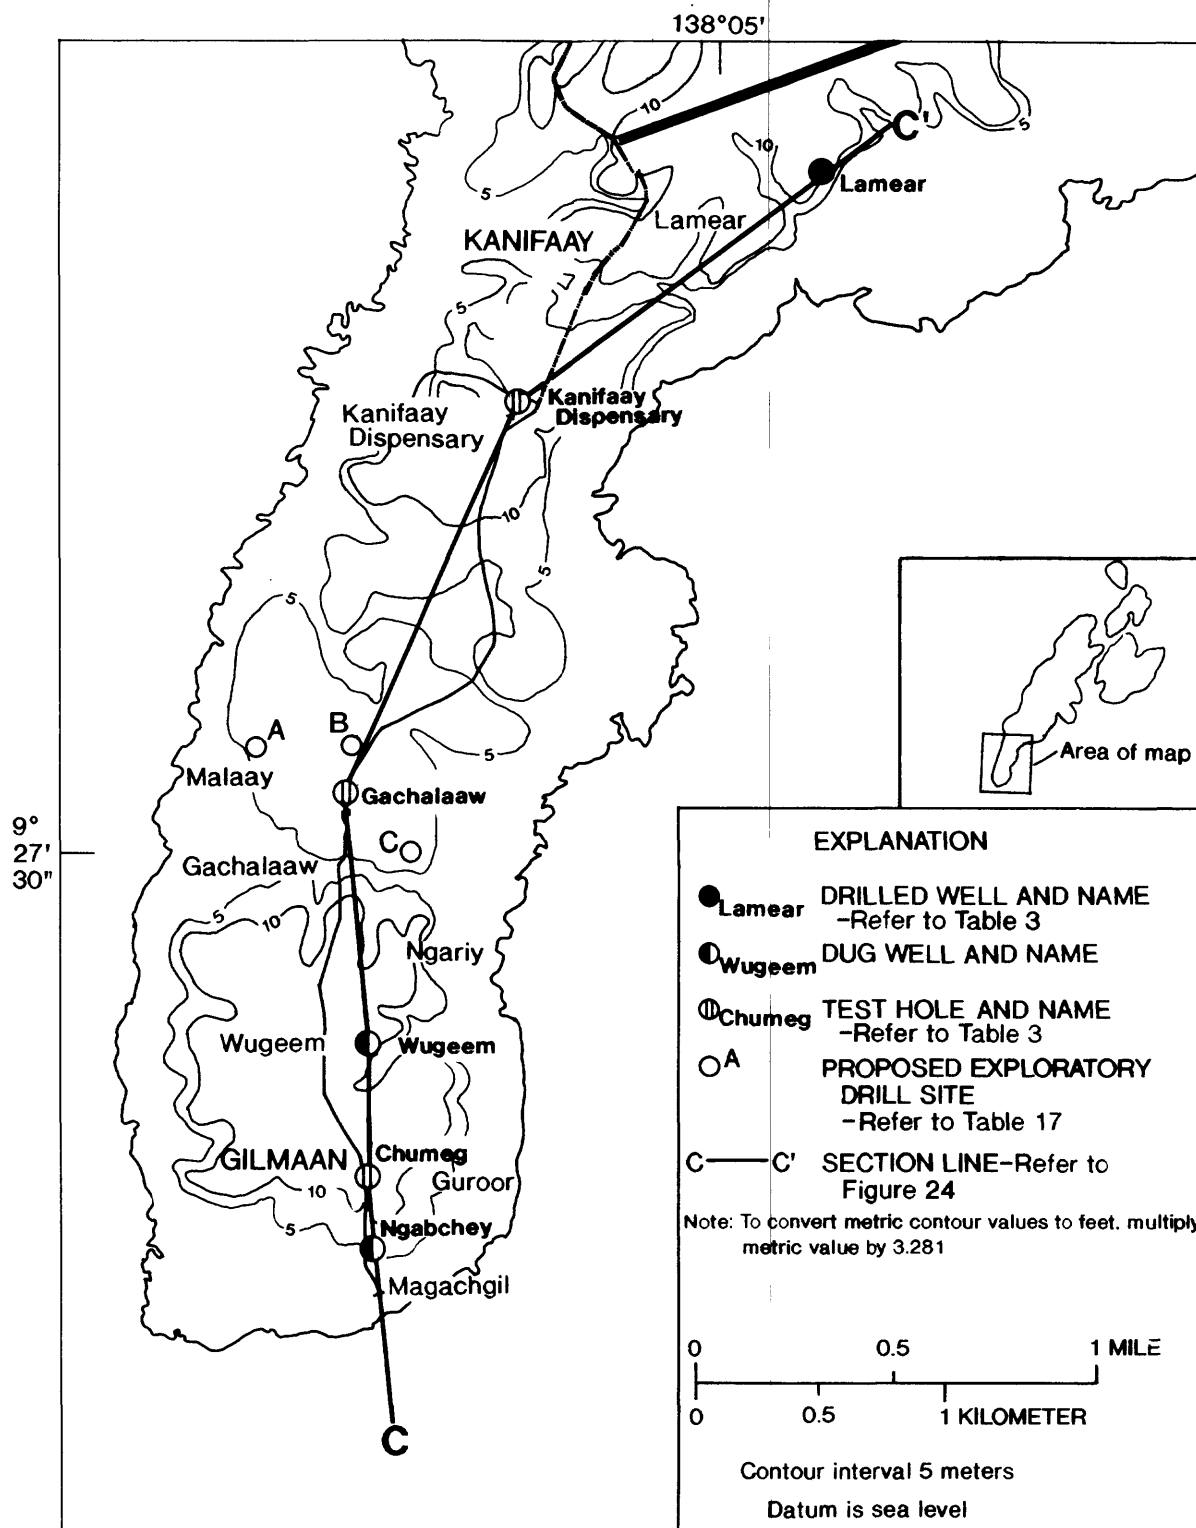 138°05'
10
5
C'
10
Lamear
5
Lamear
KANIFAAY
5
Kanifaay
Dispensary
Kanifaay
Dispensary
10
5
5
A
B
5
Malaay
Gachalaaw
Area of map
9°
27'
30"
C
Gachalaaw
5
10
Ngariy
Wugeem
Wugeem
Chumeg
GILMAAN
10
Guroor
5
Ngabchey
Magachgil
C
EXPLANATION
Lamear DRILLED WELL AND NAME
-Refer to Table 3
Wugeem DUG WELL AND NAME
Chumeg TEST HOLE AND NAME
-Refer to Table 3
A PROPOSED EXPLORATORY
DRILL SITE
-Refer to Table 17
C C' SECTION LINE-Refer to
Figure 24
Note: To convert metric contour values to feet. multiply
metric value by 3.281
0 0.5 1 MILE
0 0.5 1 KILOMETER
Contour interval 5 meters
Datum is sea level